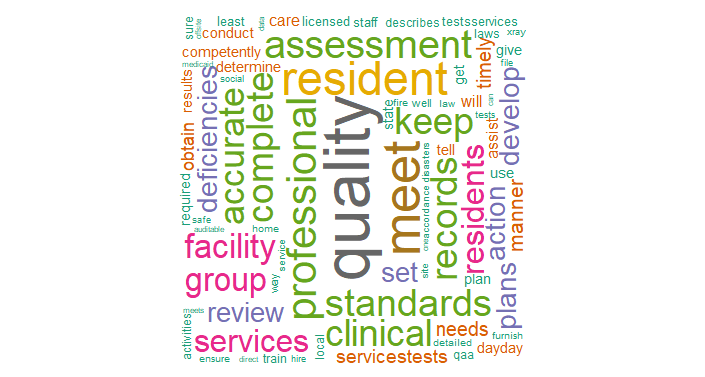 sure
offsite
least
care
licensed
staff
describes
testsservices
data
conduct
assessment
laws
xray
competently
timely
give
medicaid
determine
resident
file
social
get
results
deficiencies
accurate
complete
professional
quality
meet
state
fire
well
law
will
can
keep
tests
develop
obtain
tell
assist
required
safe
auditable
home
one
accordance
disasters
records
residents
use
action
manner
facility
service
group
way
set
site
plan
plans
meets
review
standards
activities
services
clinical
needs
furnish
local
detailed
dayday
ensure
direct
train
hire
servicestests
qaa